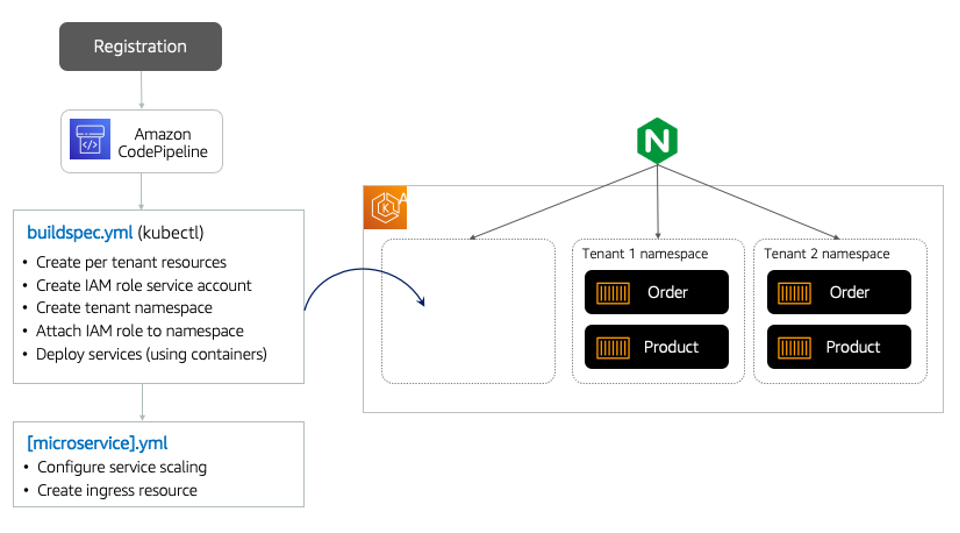 Registration
Amazon
CodePipeline
buildspec.yml (kubectl)
• Create per tenant resources
• Create IAM role service account
• Create tenant namespace
• Attach IAM role to namespace
• Deploy services (using containers)
[microservice].yml
• Configure service scaling
• Create ingress resource
N
K
A
Tenant 1 namespace
Order
Product
Tenant 2 namespace
Order
Product